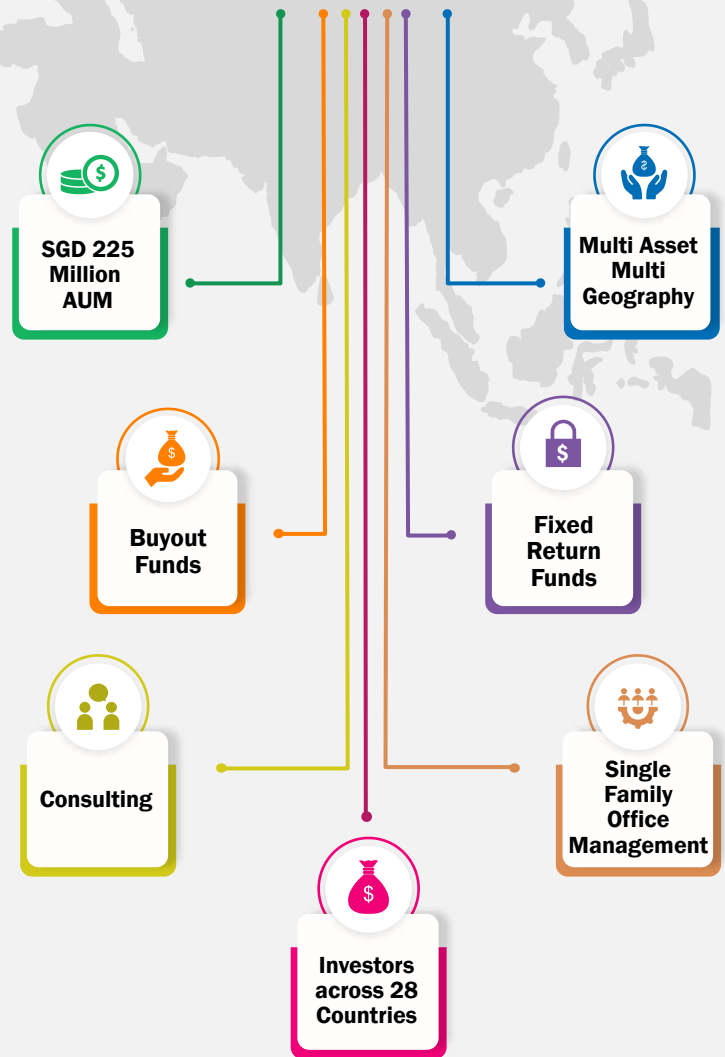 SGD 225
Million
AUM
Multi Asset
Multi
Geography
Buyout
Funds
Fixed
Return
Funds
Consulting
Single
Family
Office
Management
Investors
across 28
Countries